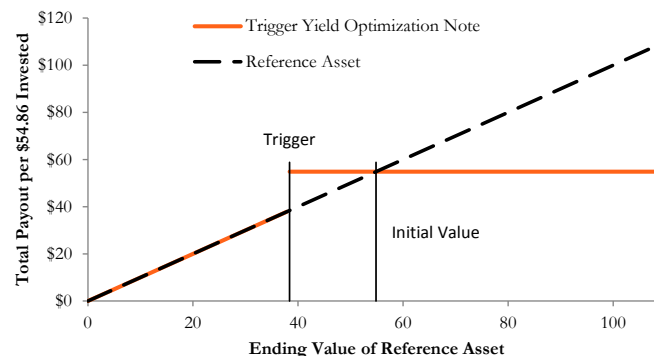 $120
$100
$80
$60
$40
$20
$0
Total Payout per $54.86 Invested
Trigger Yield Optimization Note
Reference Asset
Trigger
Initial Value
0
20
40
60
80
100
Ending Value of Reference Asset